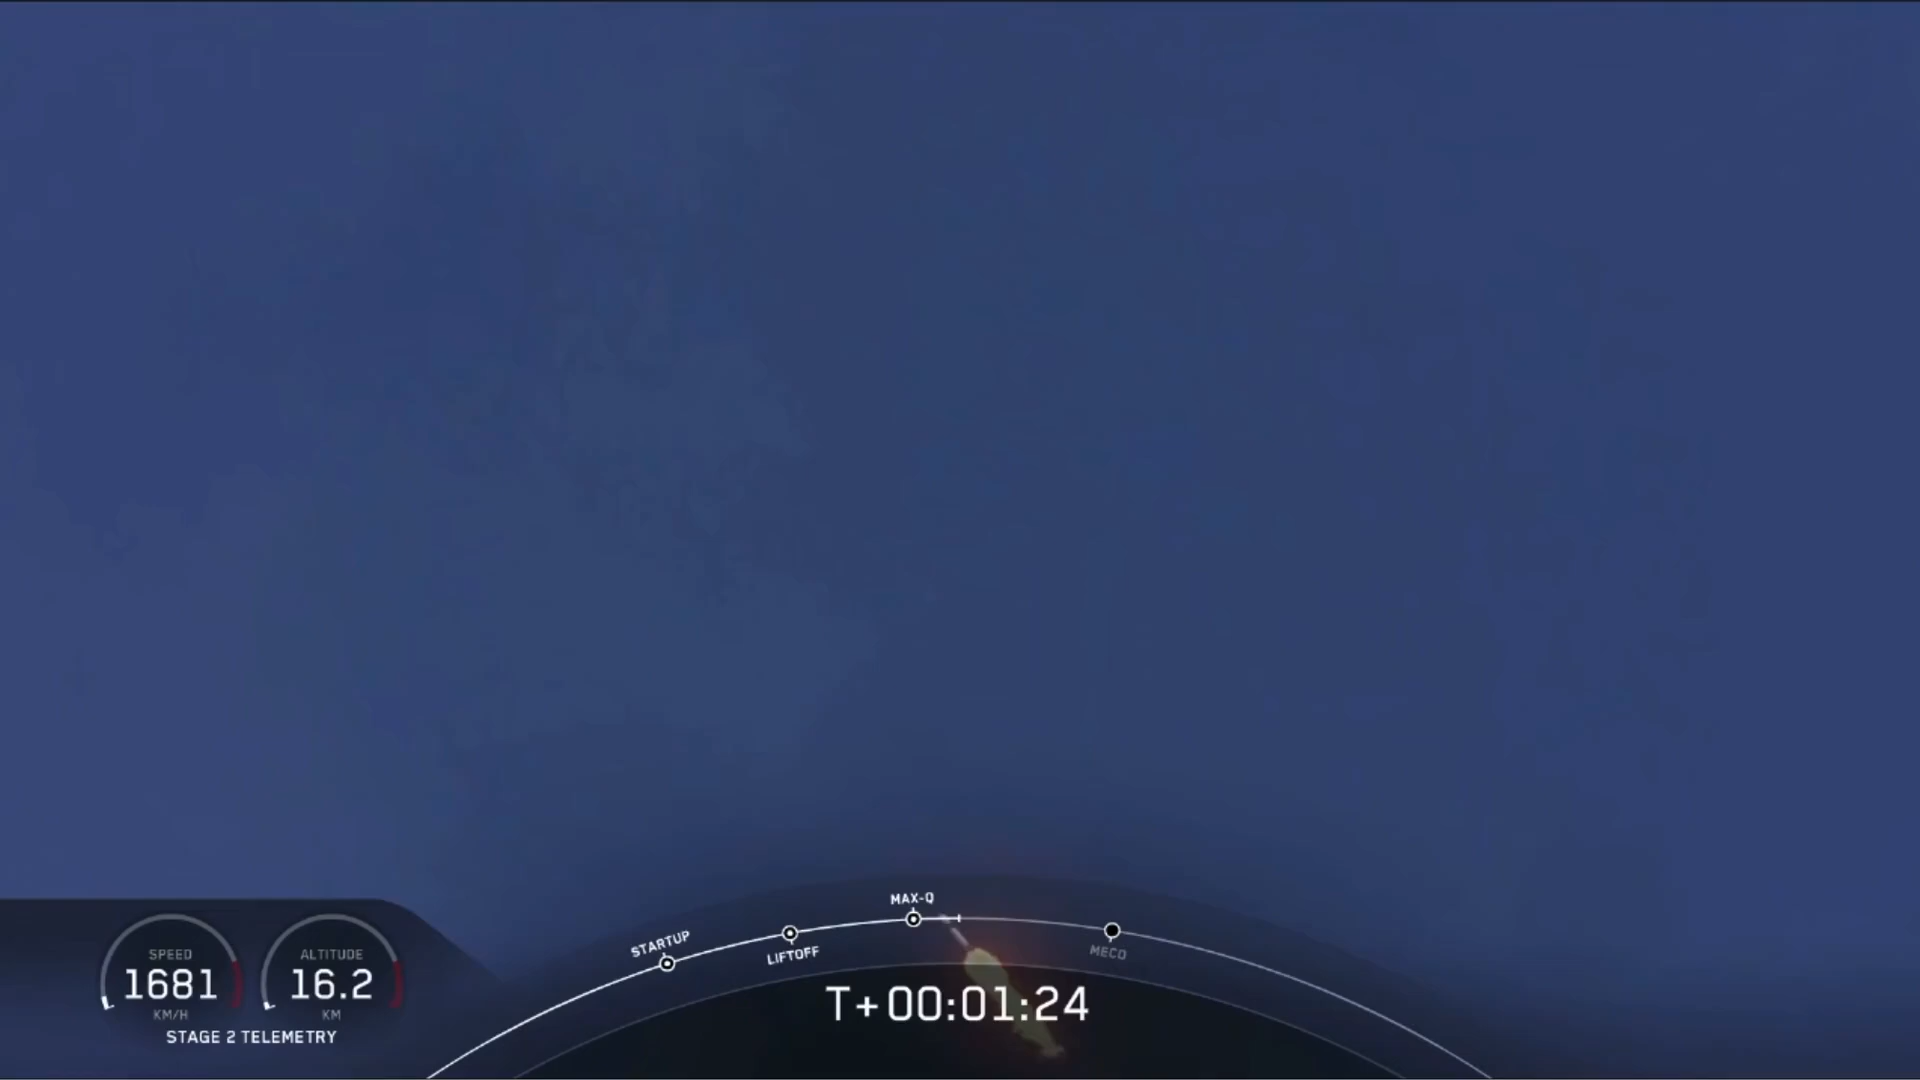 MAX-Q
STARTUP
LIFTOFF
MECO
SPEED
1681
KM/H
ALTITUDE
16.2
KM
STAGE 2 TELEMETRY
T+00:01:24